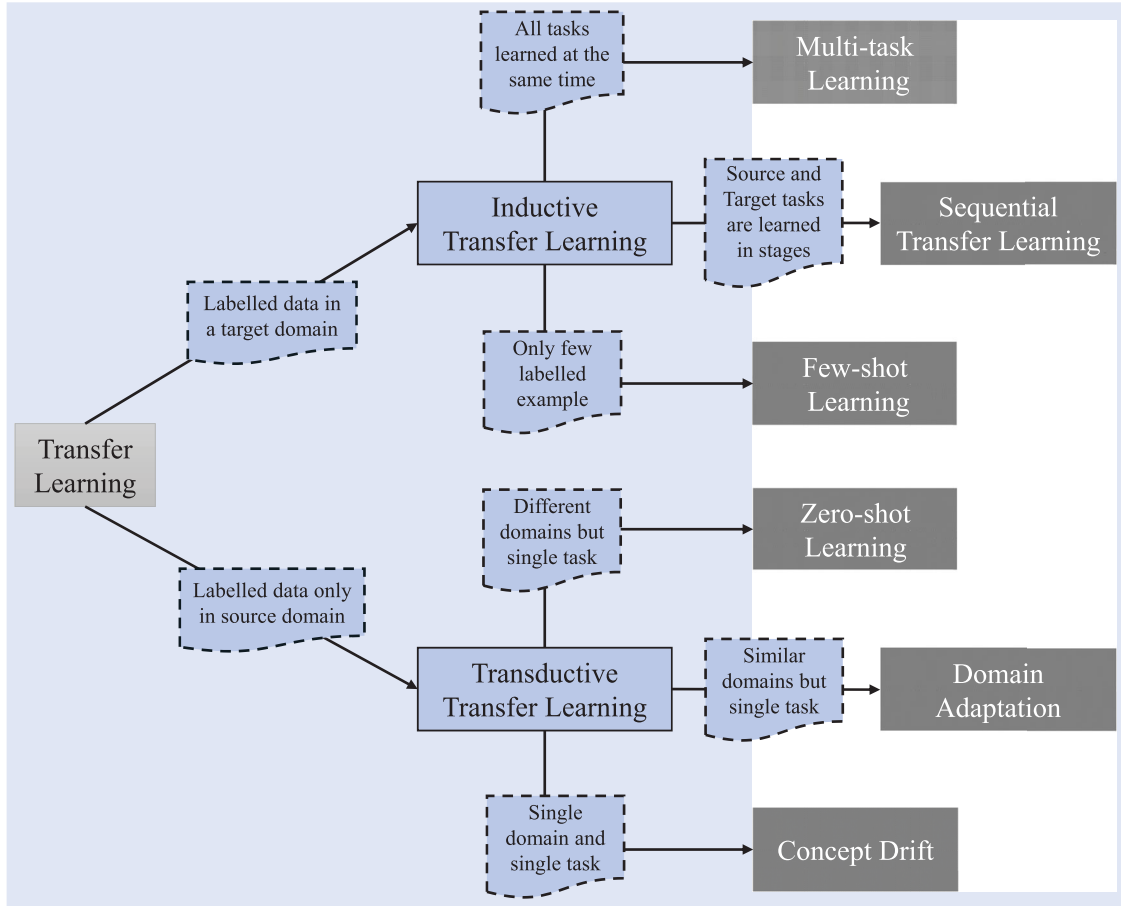 All tasks
learned at the
same time
Multi-task
Learning
Inductive
Transfer Learning
Source and
Target tasks
are learned
in stages
Sequential
Transfer Learning
Labelled data in
a target domain
Only few
labelled
example
Few-shot
Learning
Transfer
Learning
Different
domains but
single task
Zero-shot
Learning
Labelled data only
in source domain
Transductive
Transfer Learning
Similar
domains but
single task
Domain
Adaptation
Single
domain and
single task
Concept Drift